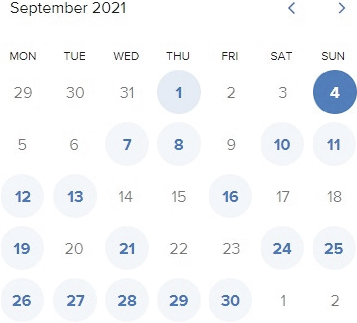 September 2021
MON TUE WED THU FRI SAT SUN
29 30 31 1 2 3 4
5 6 7 8 9 10 11
12 13 14 15 16 17 18
19 20 21 22 23 24 25
26 27 28 29 30 1 2